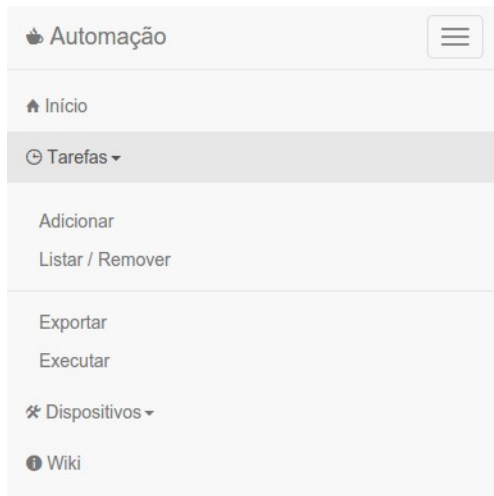 Automação
Início
Tarefas
Adicionar
Listar / Remover
Exportar
Executar
Dispositivos
Wiki